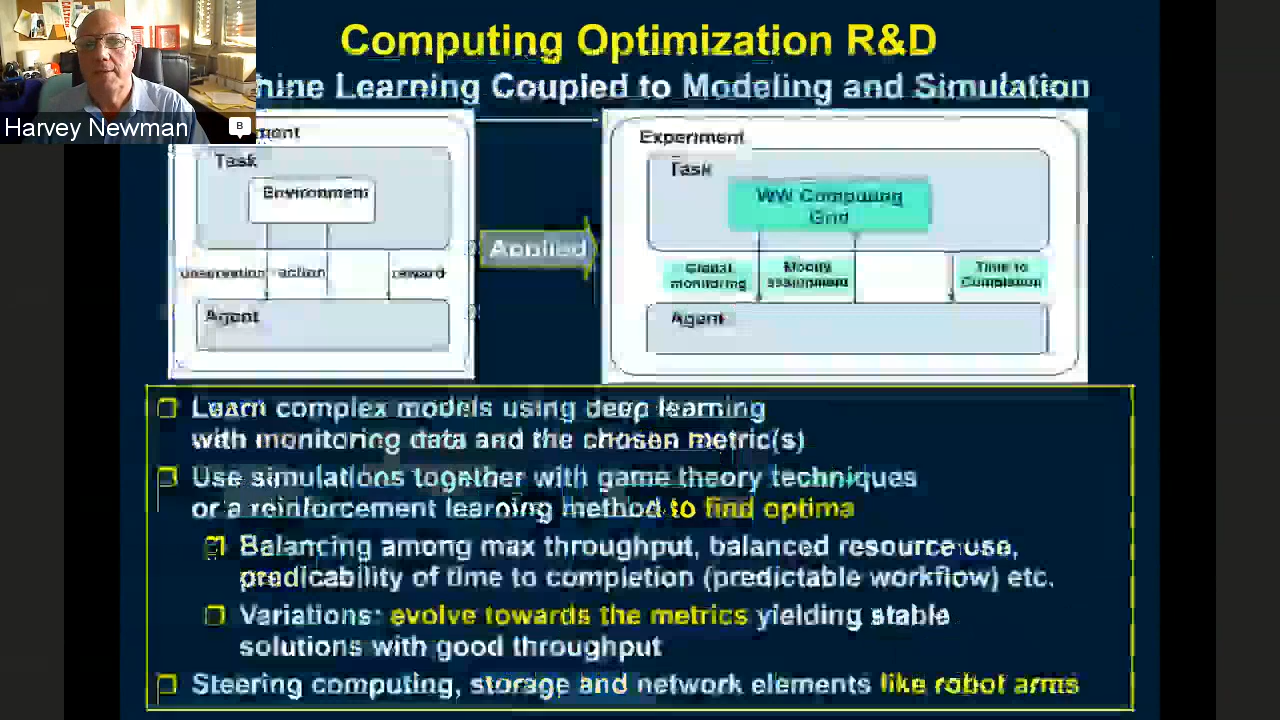 Computing Optimization R&D
hine Learning Coupled to Modeling and Simulation
Harvey Newman
B
ment
Task
Environment
observation action reward
Agent
Applied
Experiment
Task
WW Computing
Grid
Global
monitoring
Modify
assignment
Time to
Completion
Agent
Learn complex models using deep learning
with monitoring data and the chosen metric(s)
Use simulations together with game theory techniques
or a reinforcement learning method to find optima
Balancing among max throughput, balanced resource use,
predicability of time to completion (predictable workflow) etc.
Variations: evolve towards the metrics yielding stable
solutions with good throughput
Steering computing, storage and network elements like robot arms